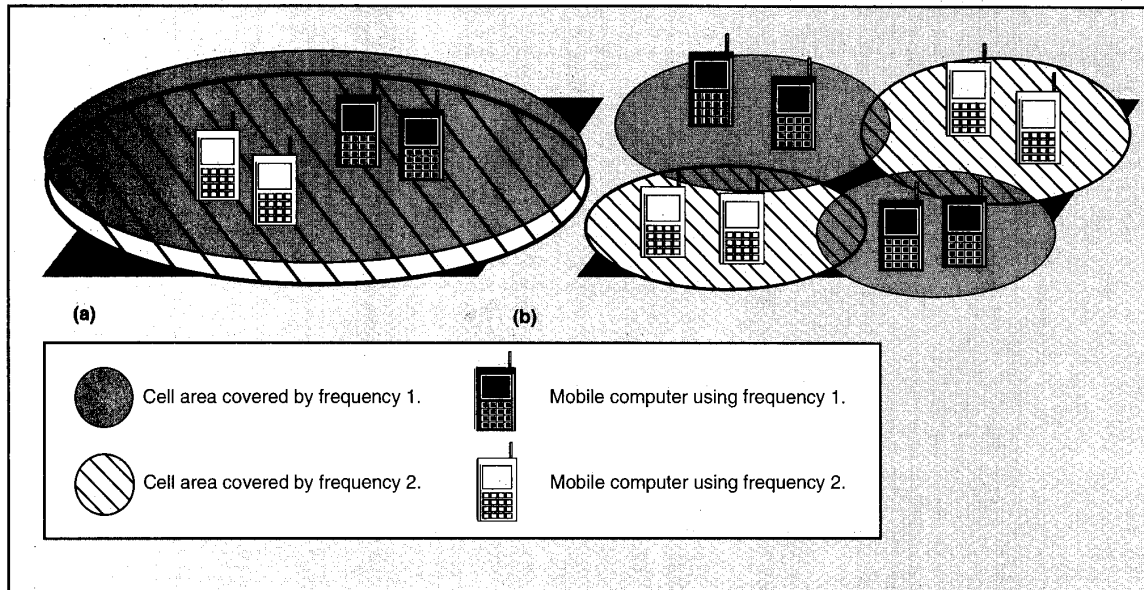 (a)
(b)
Cell area covered by frequency 1.
Mobile computer using frequency 1.
Cell area covered by frequency 2.
Mobile computer using frequency 2.